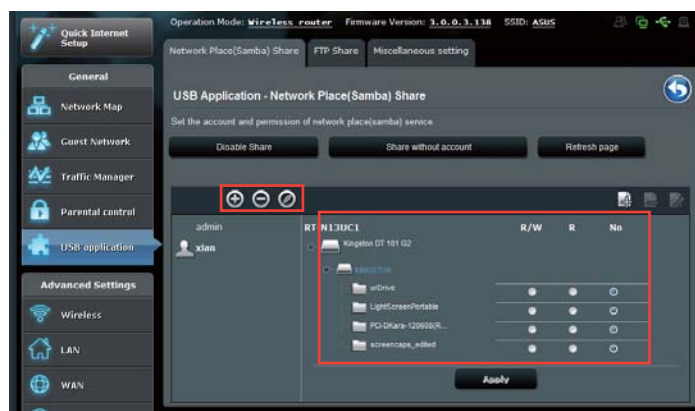 Quick Internet
Setup
Operation Mode: Wireless router Firmware Version: 1.0.0.3.138 SSID: ASUS
Network Place(Samba) Share FTP Share Miscellaneous setting
General
Network Map
Guest Network
Traffic Manager
Parental control
USB application
Advanced Settings
Wireless
LAN
WAN
USB Application - Network Place(Samba) Share
Set the account and permission of network place(samba) service
Disable Share Share without account Refresh page
admin
xian
RT-N13UC1 R/W R No
Kingston DT 101 G2
KINGSTON
urDrive
LightScreenPortable
PCI-DKara-120608(R...
screencaps_edited
Apply